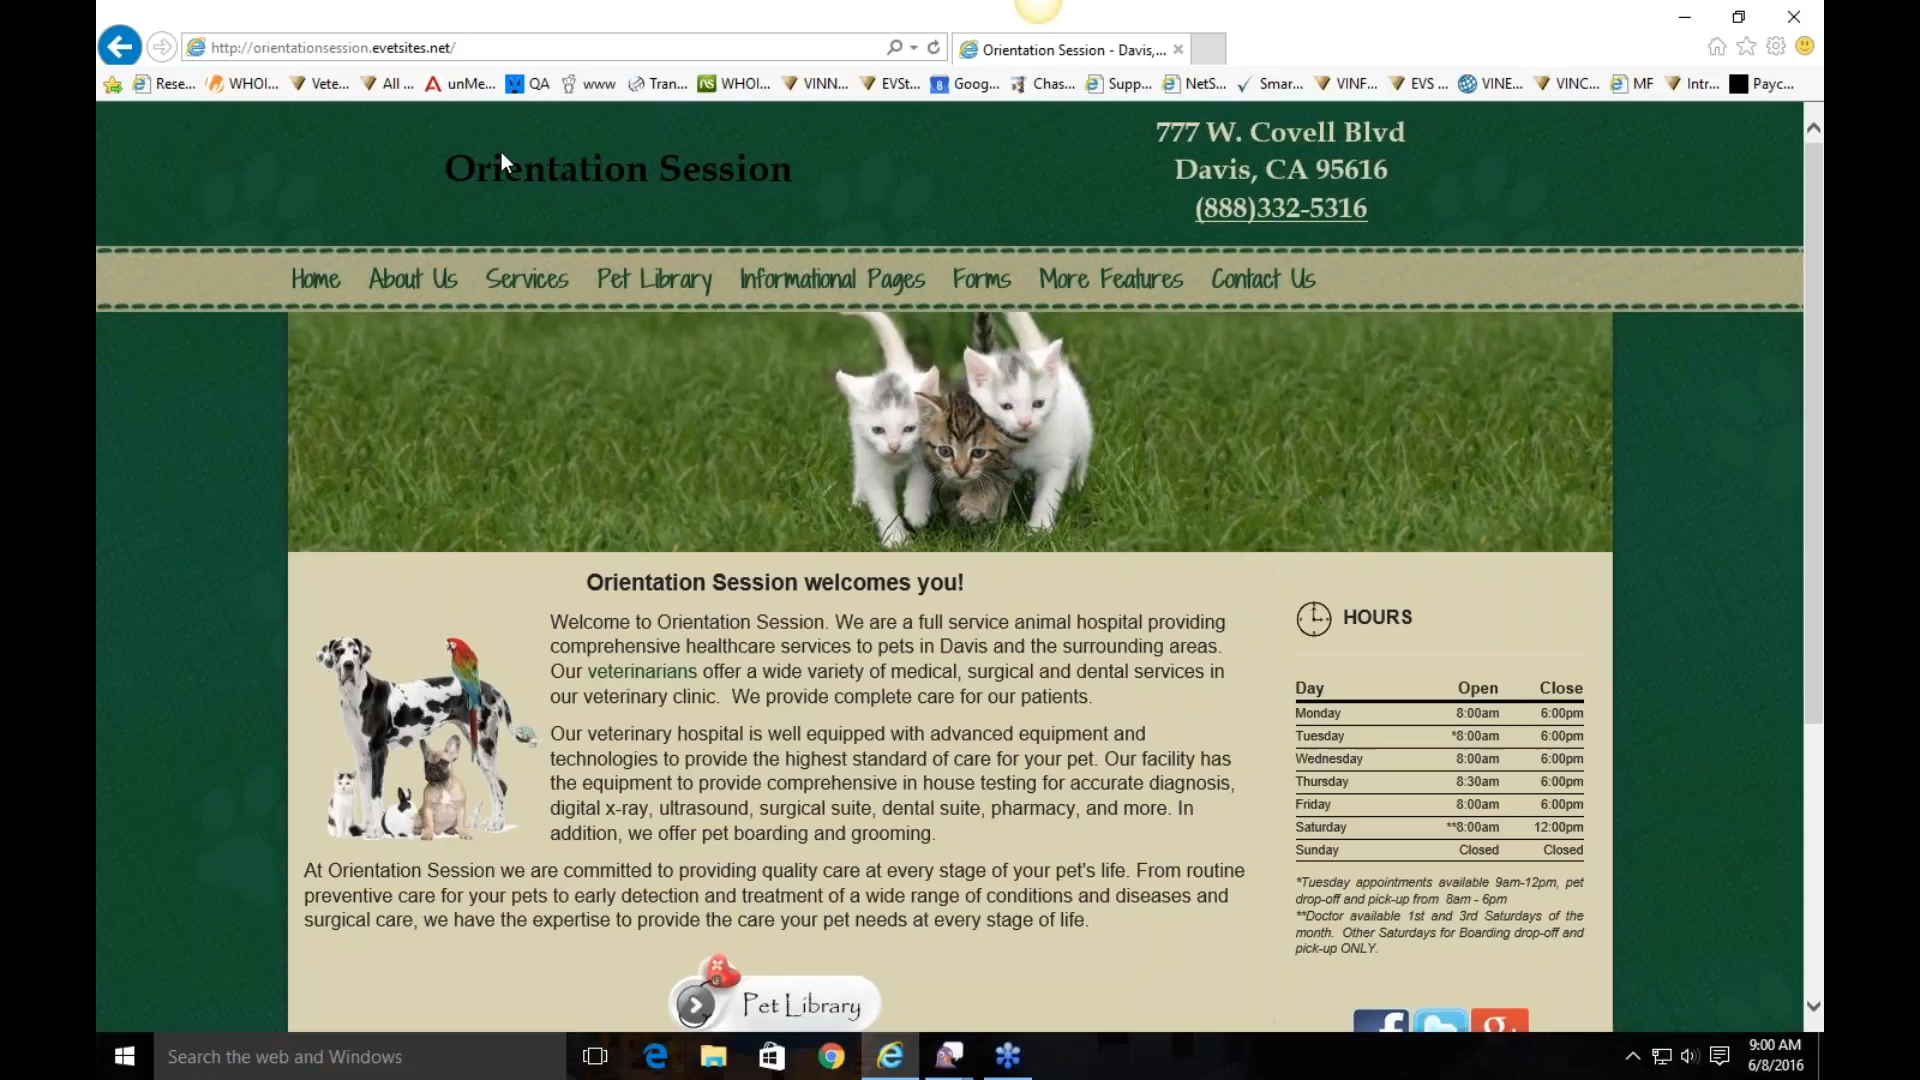 http://orientationsession.evetsites.net/
Orientation Session - Davis,...
Rese... WHOI... Vete... All ... unMe... QA www Tran... WHOI... VINN... EVSt... Goog... Chas... Supp... NetS... Smar... VINF... EVS ... VINE... VINC... MF Intr... Payc...
777 W. Covell Blvd
Orientation Session
Davis, CA 95616
(888)332-5316
Home About Us Services Pet Library Informational Pages Forms More Features Contact Us
Orientation Session welcomes you!
Welcome to Orientation Session. We are a full service animal hospital providing
comprehensive healthcare services to pets in Davis and the surrounding areas.
Our veterinarians offer a wide variety of medical, surgical and dental services in
our veterinary clinic. We provide complete care for our patients.
Our veterinary hospital is well equipped with advanced equipment and
technologies to provide the highest standard of care for your pet. Our facility has
the equipment to provide comprehensive in house testing for accurate diagnosis,
digital x-ray, ultrasound, surgical suite, dental suite, pharmacy, and more. In
addition, we offer pet boarding and grooming.
At Orientation Session we are committed to providing quality care at every stage of your pet's life. From routine
preventive care for your pets to early detection and treatment of a wide range of conditions and diseases and
surgical care, we have the expertise to provide the care your pet needs at every stage of life.
Pet Library
HOURS
Day Open Close
Monday 8:00am 6:00pm
Tuesday *8:00am 6:00pm
Wednesday 8:00am 6:00pm
Thursday 8:30am 6:00pm
Friday 8:00am 6:00pm
Saturday **8:00am 12:00pm
Sunday Closed Closed
*Tuesday appointments available 9am-12pm, pet
drop-off and pick-up from 8am - 6pm
**Doctor available 1st and 3rd Saturdays of the
month. Other Saturdays for Boarding drop-off and
pick-up ONLY.
Search the web and Windows
9:00 AM
6/8/2016